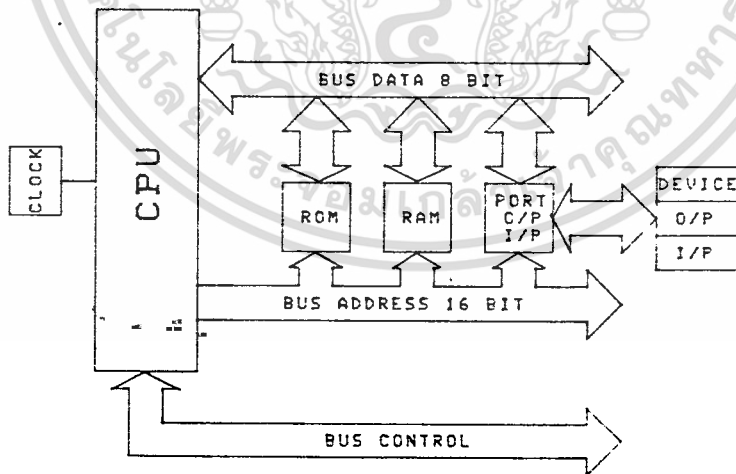 BUS DATA 8 BIT
CLOCK
CPU
ROM
RAM
PORT
C/P
I/P
DEVICE
O/P
I/P
BUS ADDRESS 16 BIT
BUS CONTROL